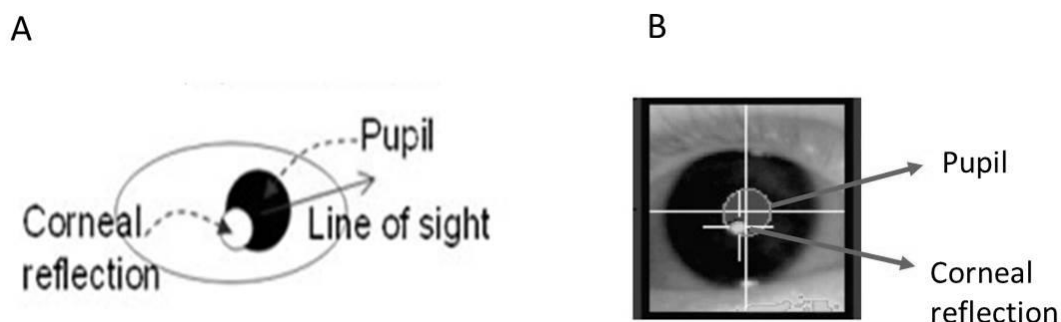 A
Pupil
Corneal
reflection
Line of sight
B
Pupil
Corneal
reflection